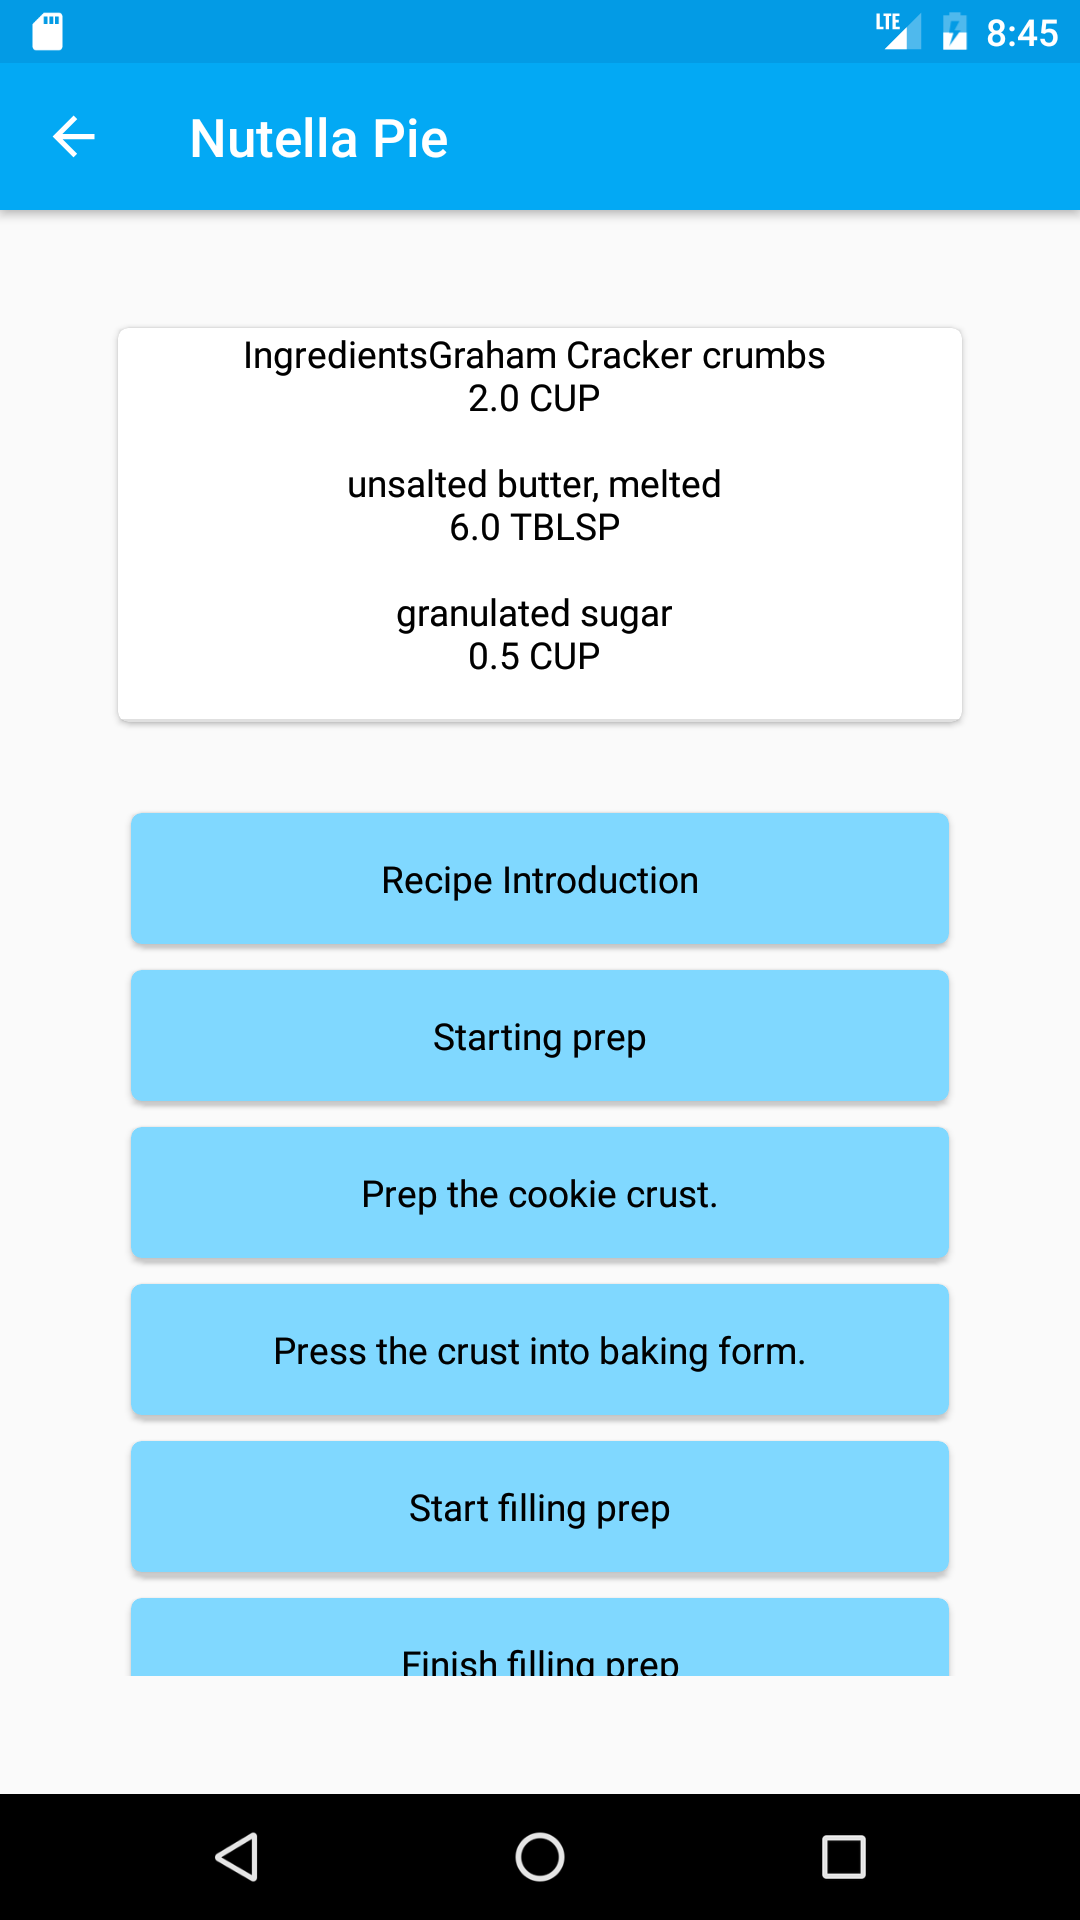 LTE 8:45
Nutella Pie
IngredientsGraham Cracker crumbs
2.0 CUP
unsalted butter, melted
6.0 TBLSP
granulated sugar
0.5 CUP
Recipe Introduction
Starting prep
Prep the cookie crust.
Press the crust into baking form.
Start filling prep
Finish filling prep